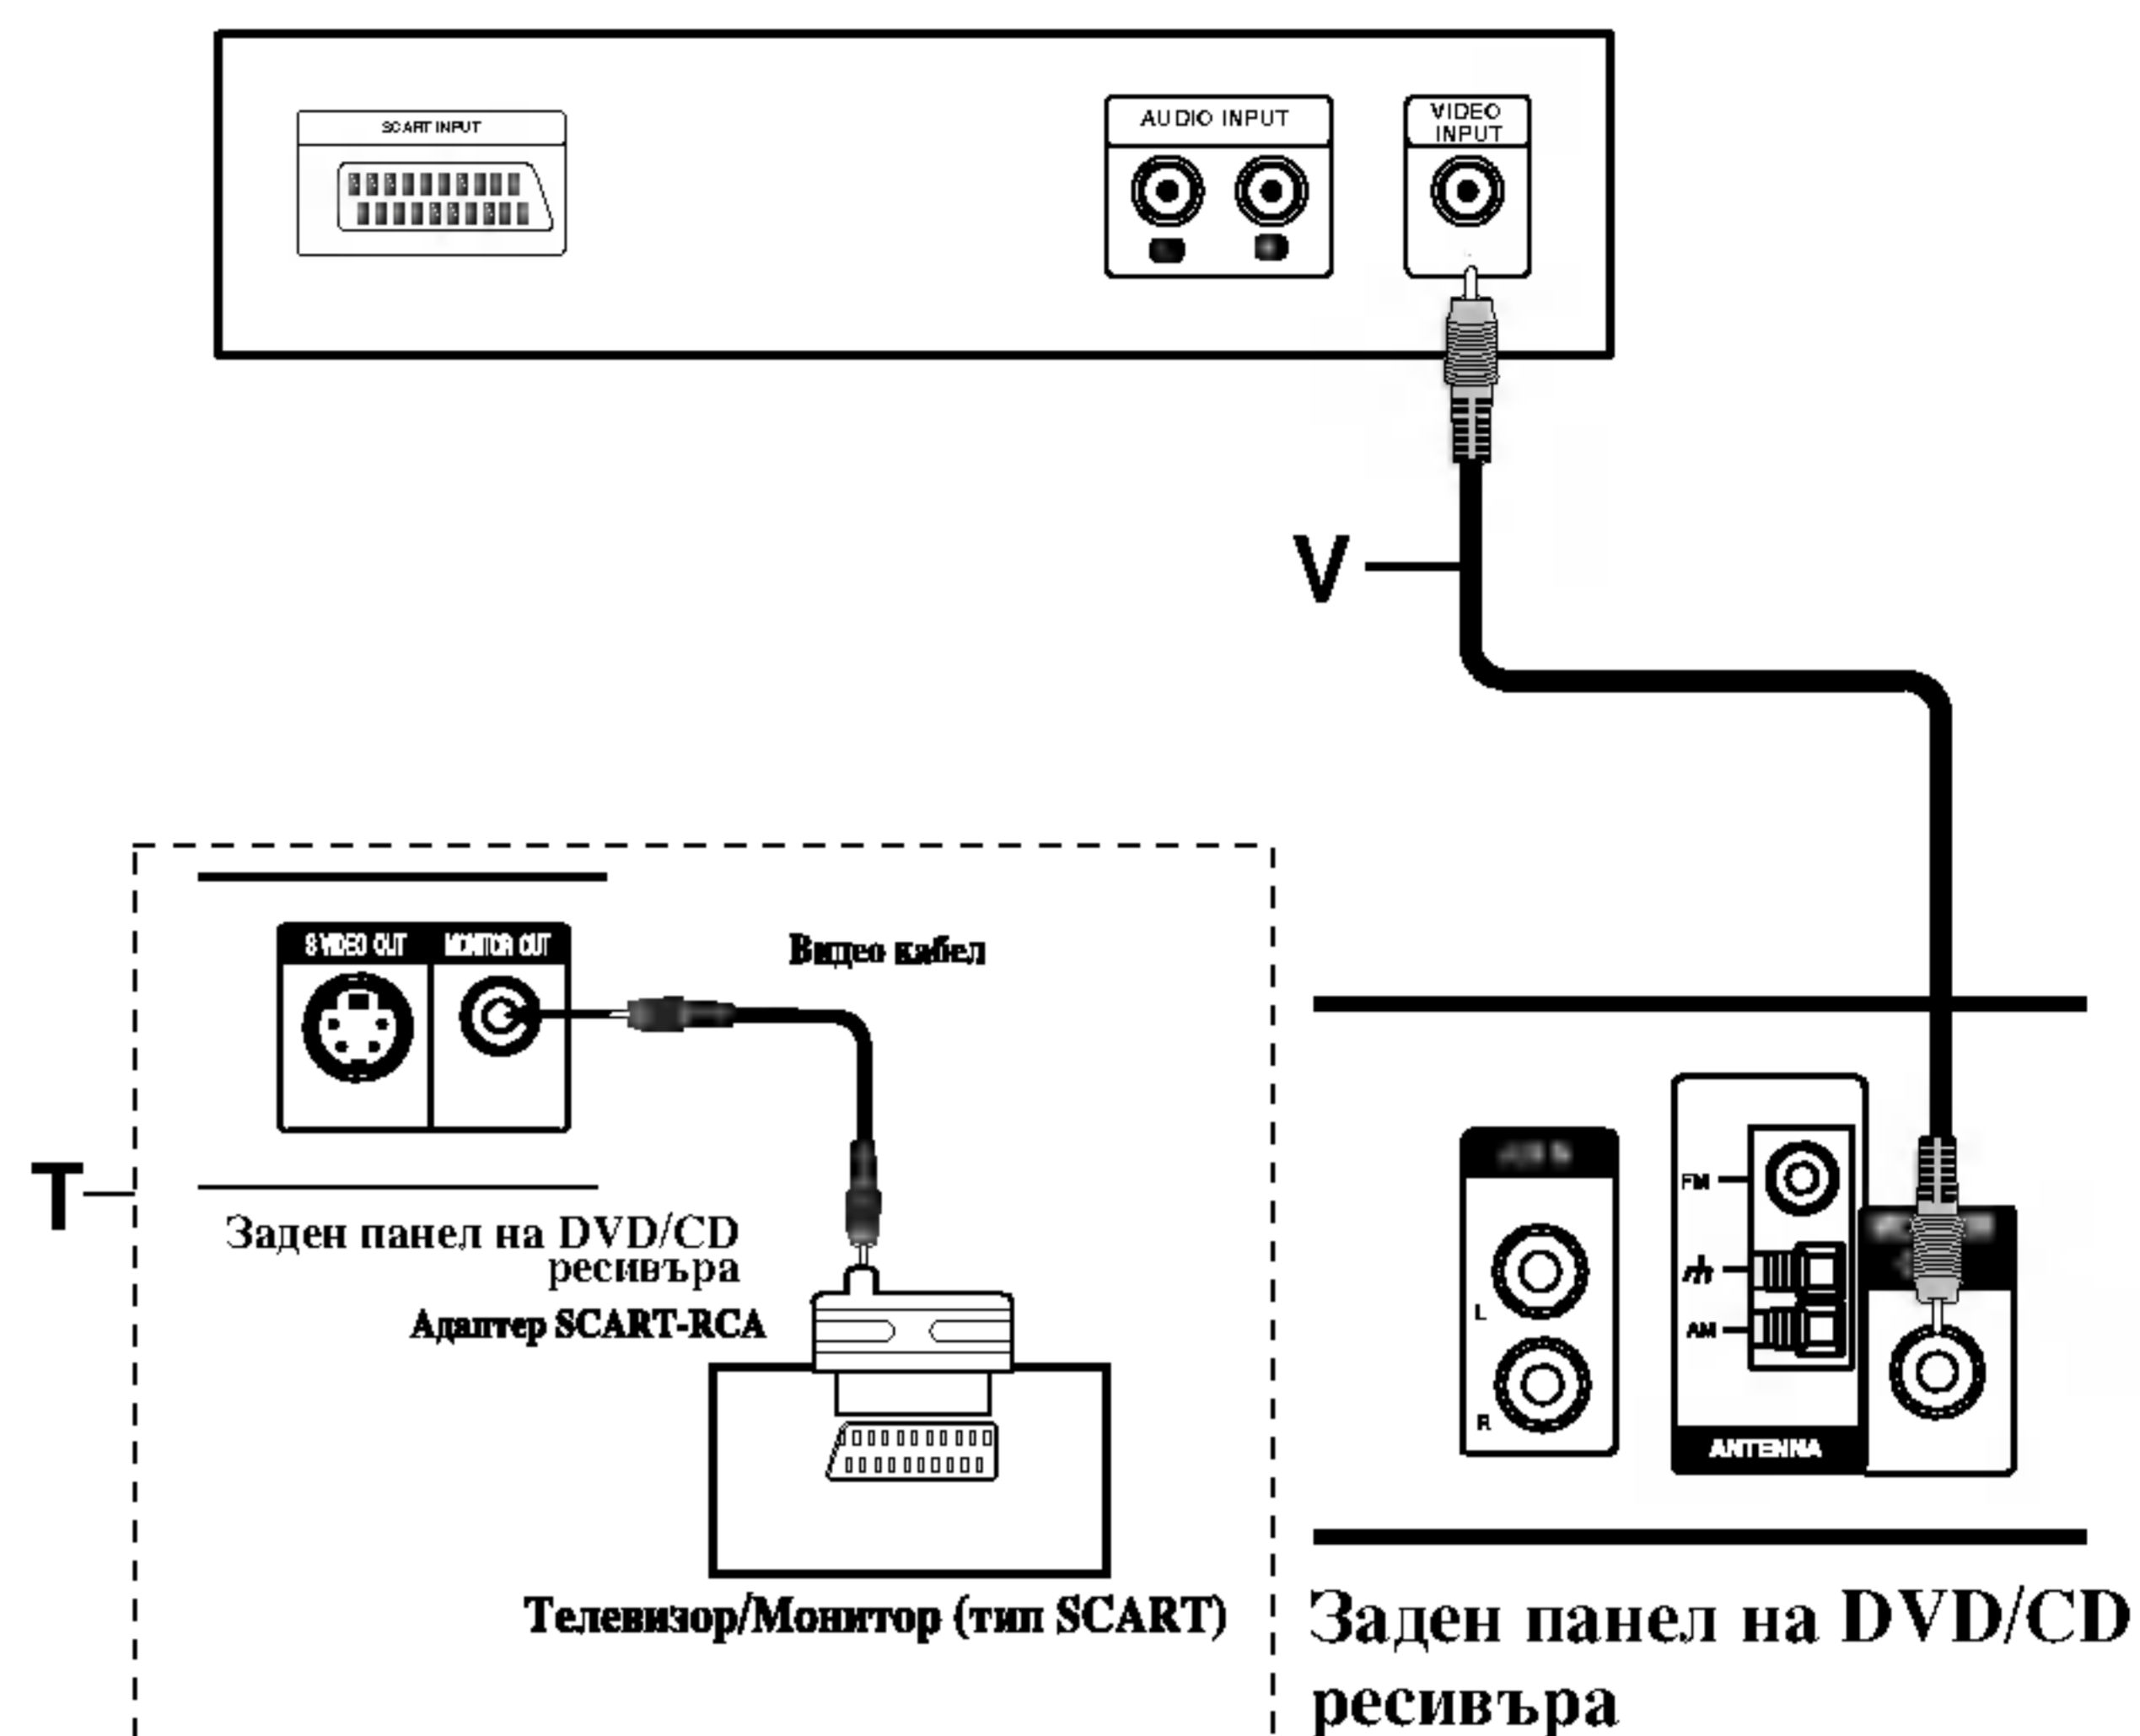 SCART INPUT
AUDIO INPUT
VIDEO
INPUT
V
S VIDEO OUT
MONITOR OUT
Видео кабел
T
Заден панел на DVD/CD
ресивъра
Адаптер SCART-RCA
Телевизор/Монитор (тип SCART)
FM
AM
L
R
ANTENNA
Заден панел на DVD/CD
ресивъра